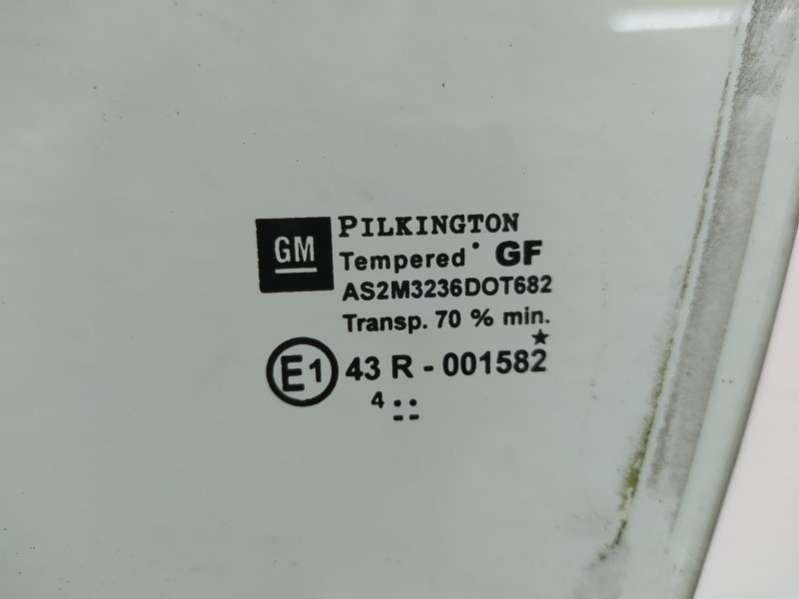 GM
PILKINGTON
Tempered • GF
AS2M3236DOT682
Transp. 70 % min.
E1 43 R - 001582
4